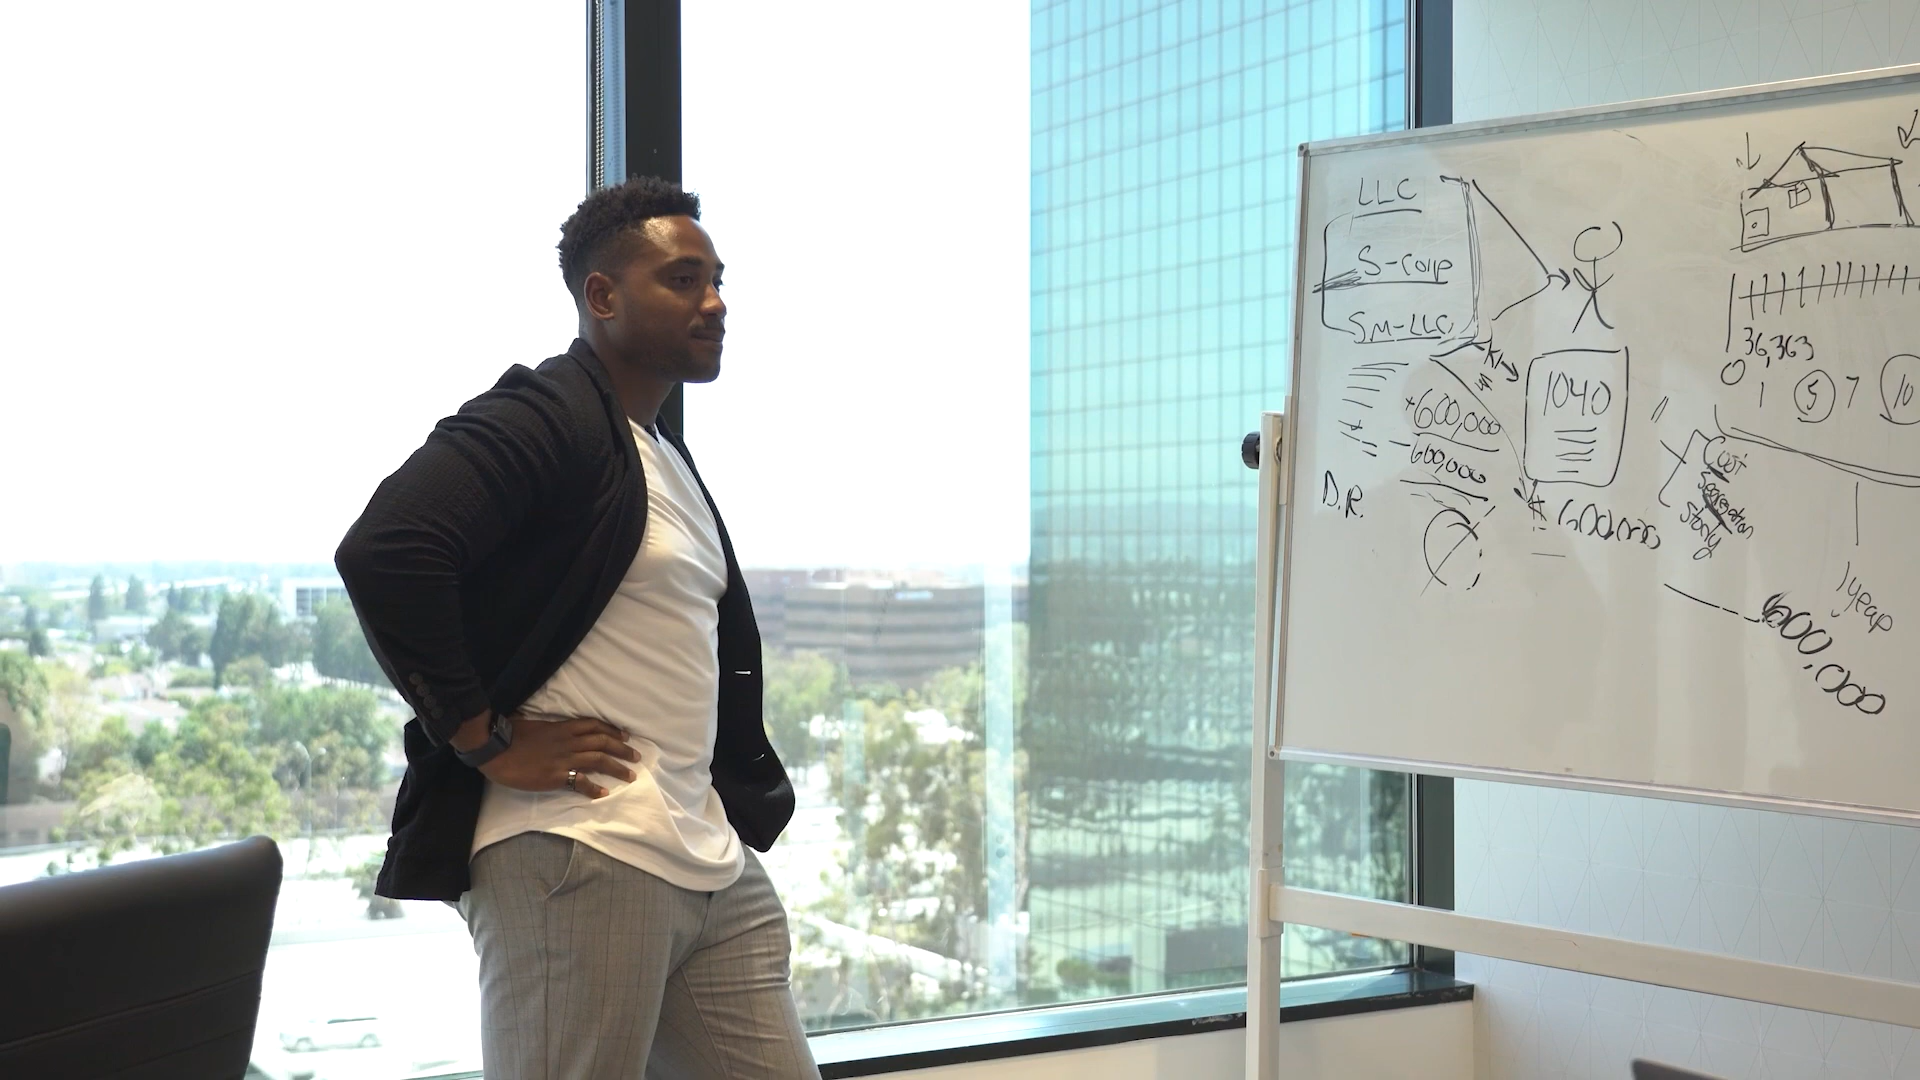 LLC
S-corp
SM-LLC
K1
+600,000
-600,000
D.R.
1040
600,000
36,363
0 1 5 7 10
Cost
Segregation
Study
1 year
600,000